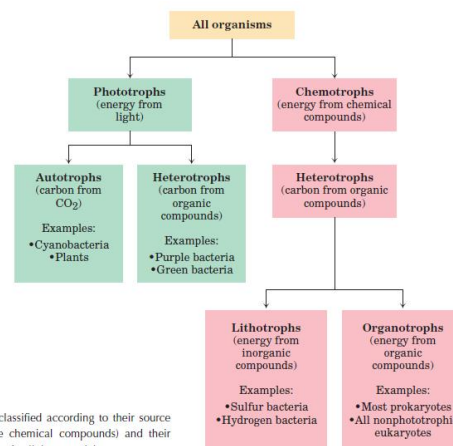 All organisms
Phototrophs
(energy from
light)
Chemotrophs
(energy from chemical
compounds)
Autotrophs
(carbon from
CO2)
Examples:
•Cyanobacteria
•Plants
Heterotrophs
(carbon from
organic
compounds)
Examples:
•Purple bacteria
•Green bacteria
Heterotrophs
(carbon from organic
compounds)
Lithotrophs
(energy from
inorganic
compounds)
Examples:
•Sulfur bacteria
•Hydrogen bacteria
Organotrophs
(energy from
organic
compounds)
Examples:
•Most prokaryotes
•All nonphototrophic
eukaryotes
classified according to their source
chemical compounds) and their